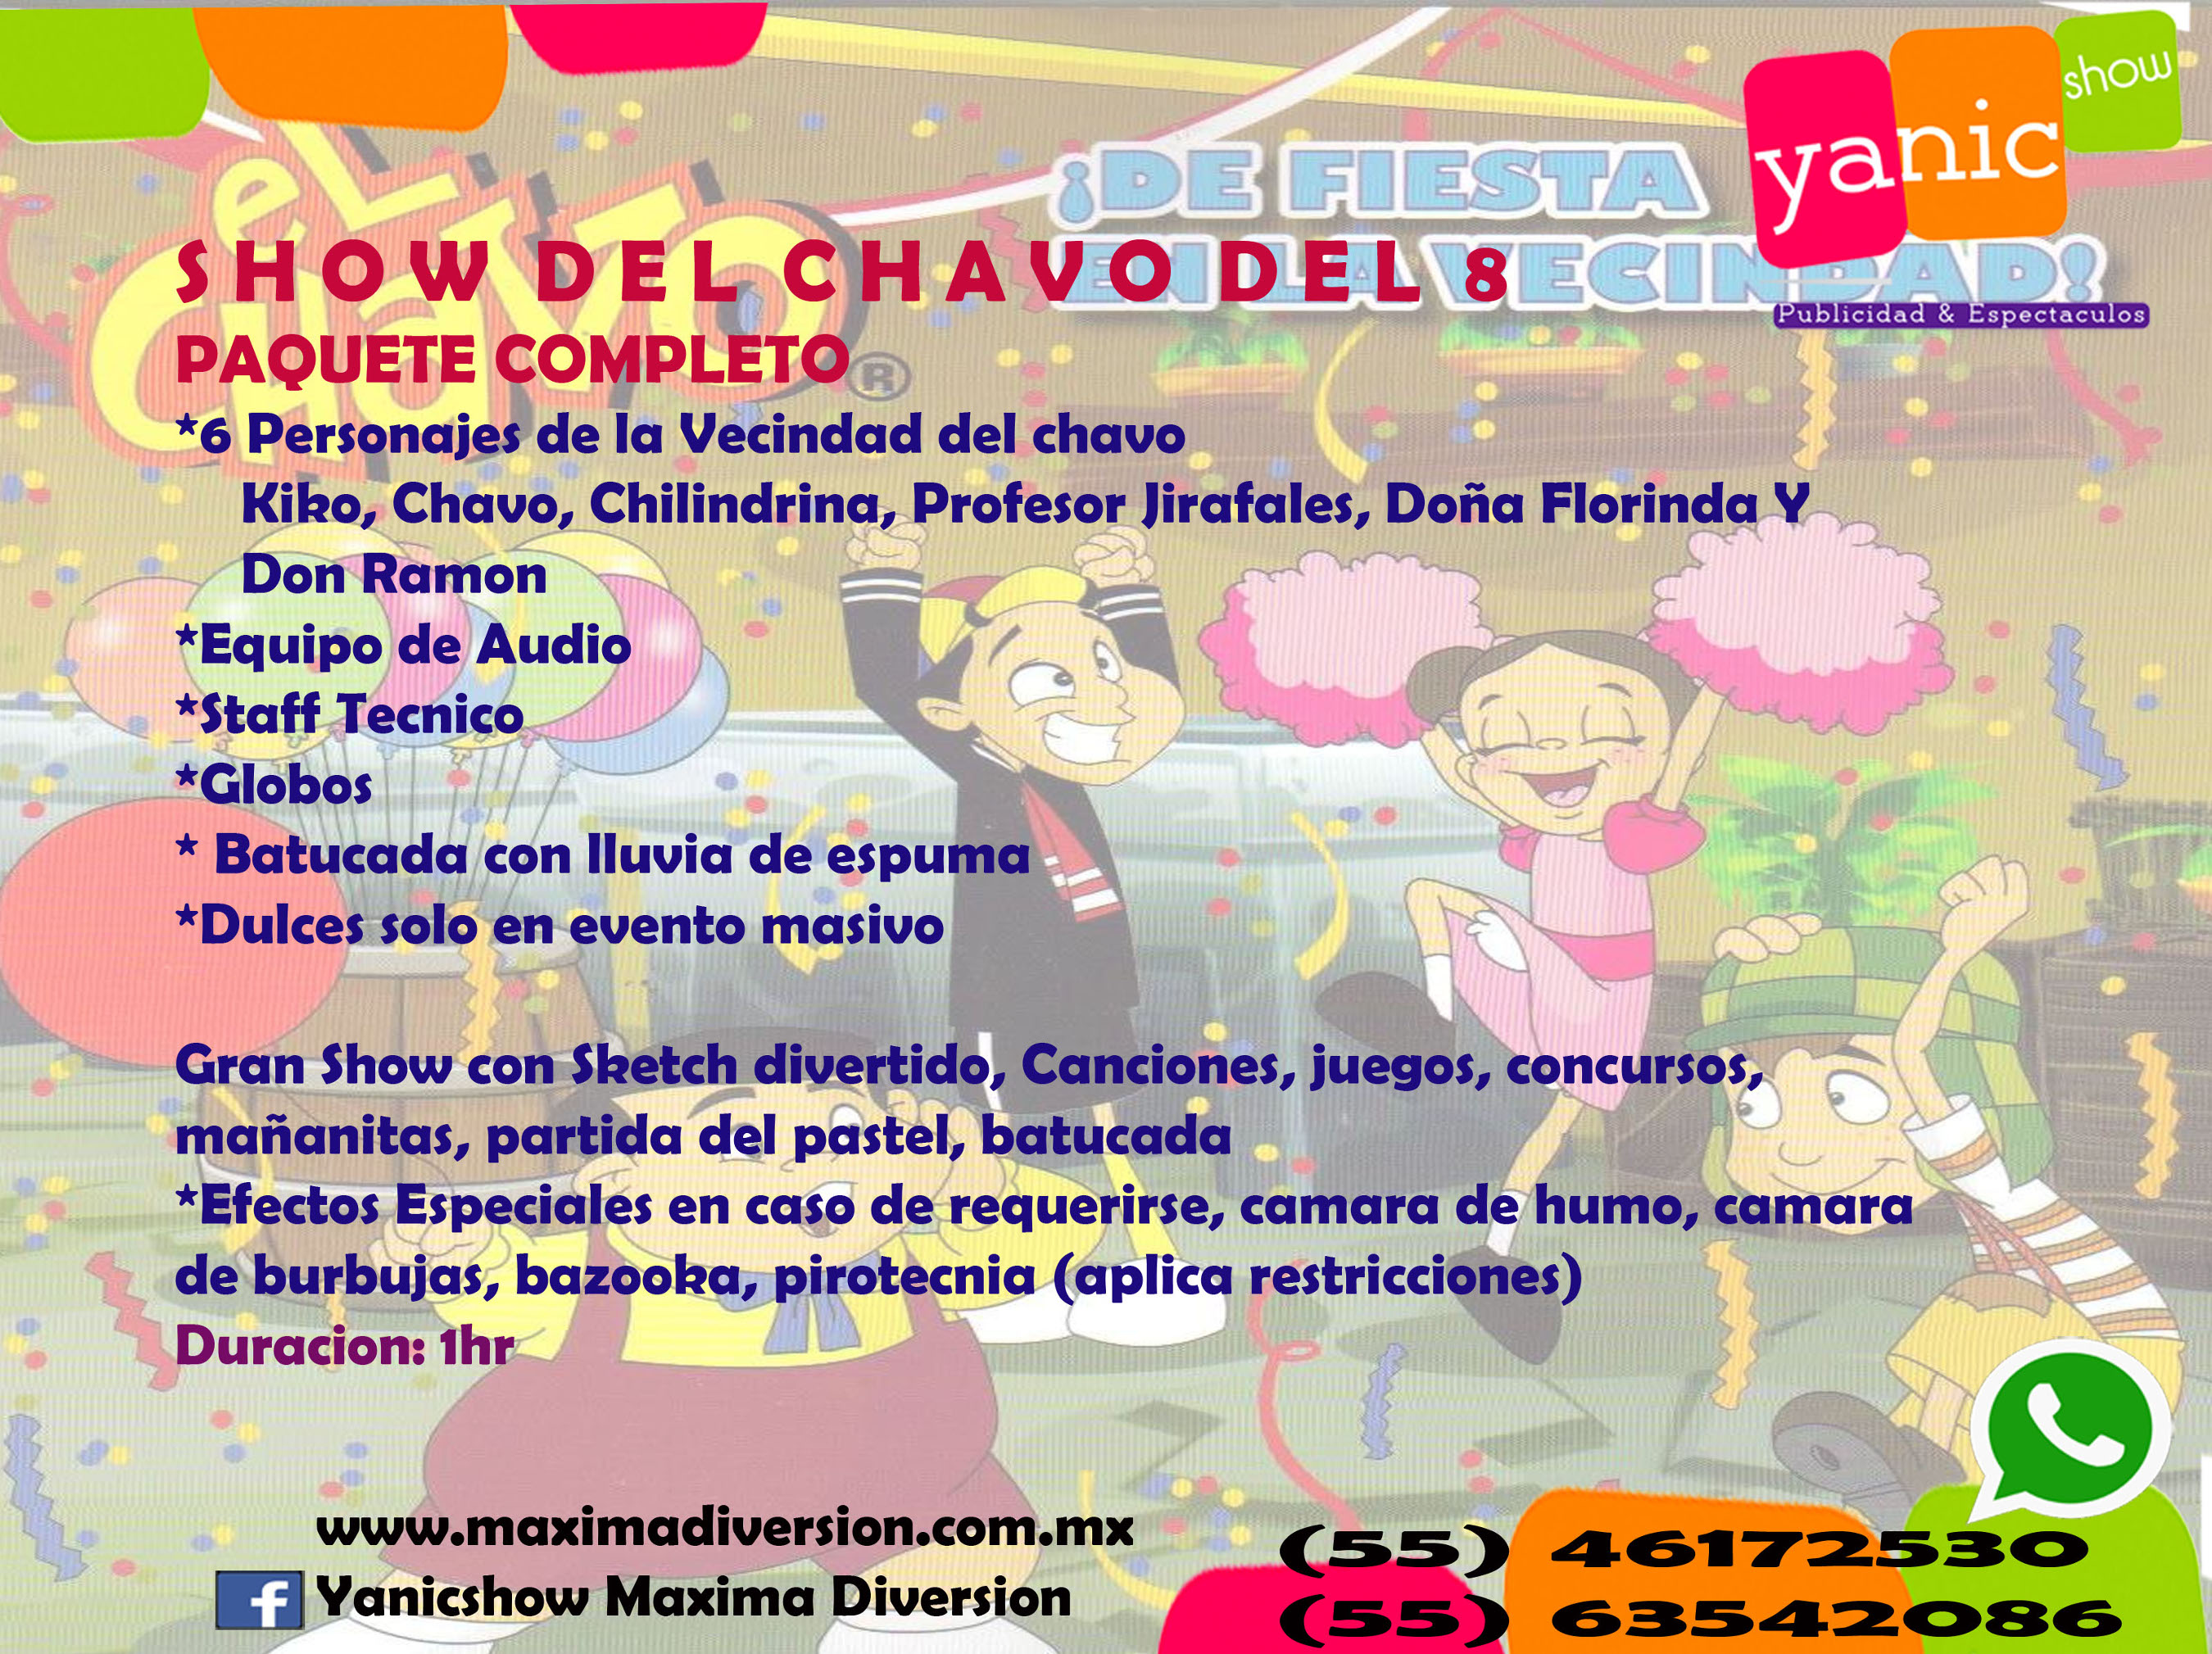 show
yanic
Publicidad & Espectaculos
EL CHAVO ®
¡DE FIESTA
EN LA VECINDAD!
SHOW DEL CHAVO DEL 8
PAQUETE COMPLETO
*6 Personajes de la Vecindad del chavo
Kiko, Chavo, Chilindrina, Profesor Jirafales, Doña Florinda Y
Don Ramon
*Equipo de Audio
*Staff Tecnico
*Globos
* Batucada con lluvia de espuma
*Dulces solo en evento masivo
Gran Show con Sketch divertido, Canciones, juegos, concursos,
mañanitas, partida del pastel, batucada
*Efectos Especiales en caso de requerirse, camara de humo, camara
de burbujas, bazooka, pirotecnia (aplica restricciones)
Duracion: 1hr
www.maximadiversion.com.mx
f Yanicshow Maxima Diversion
(55) 46172530
(55) 63542086